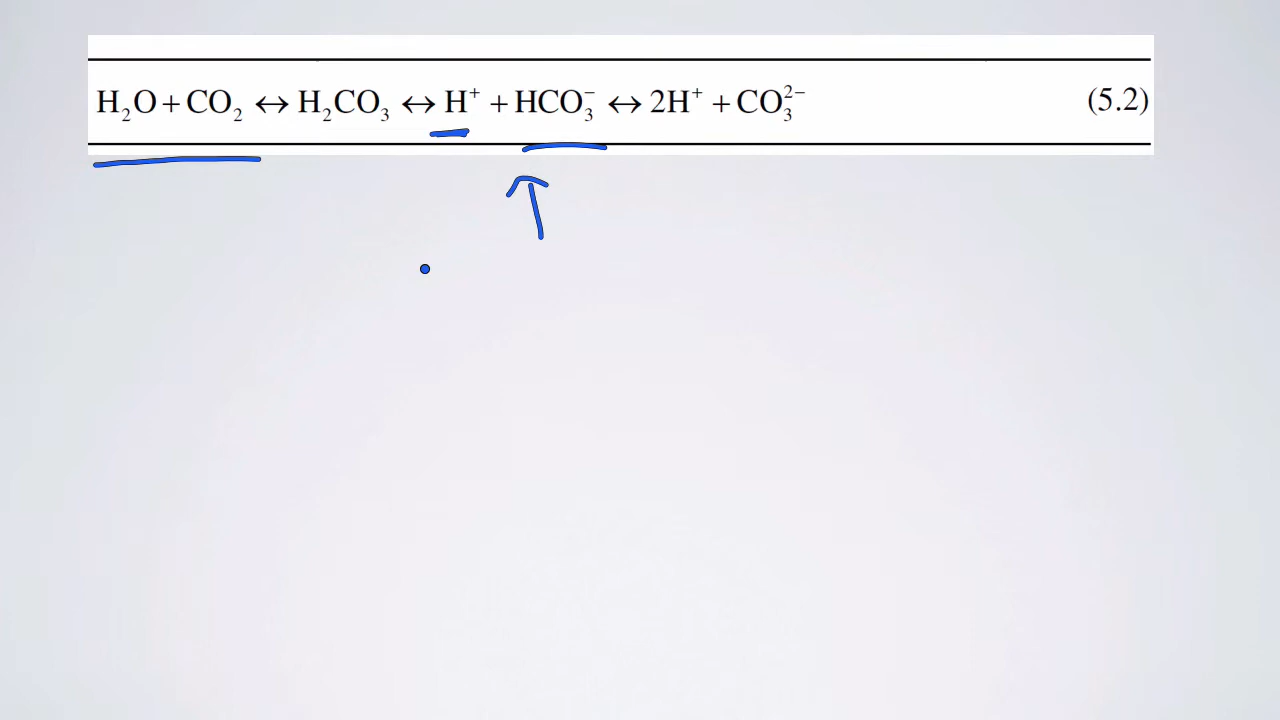 H₂O + CO₂ ↔ H₂CO₃ ↔ H⁺ + HCO₃⁻ ↔ 2H⁺ + CO₃²⁻ (5.2)